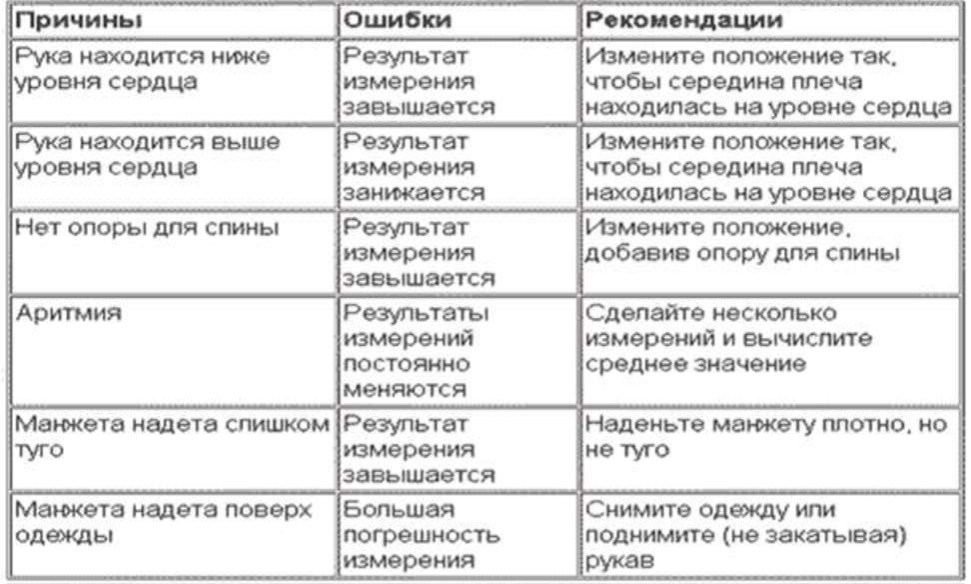 Причины
Ошибки
Рекомендации
Рука находится ниже
уровня сердца
Результат
измерения
завышается
Измените положение так,
чтобы середина плеча
находилась на уровне сердца
Рука находится выше
уровня сердца
Результат
измерения
занижается
Измените положение так,
чтобы середина плеча
находилась на уровне сердца
Нет опоры для спины
Результат
измерения
завышается
Измените положение,
добавив опору для спины
Аритмия
Результаты
измерений
постоянно
меняются
Сделайте несколько
измерений и вычислите
среднее значение
Манжета надета слишком
туго
Результат
измерения
завышается
Наденьте манжету плотно, но
не туго
Манжета надета поверх
одежды
Большая
погрешность
измерения
Снимите одежду или
поднимите (не закатывая)
рукав